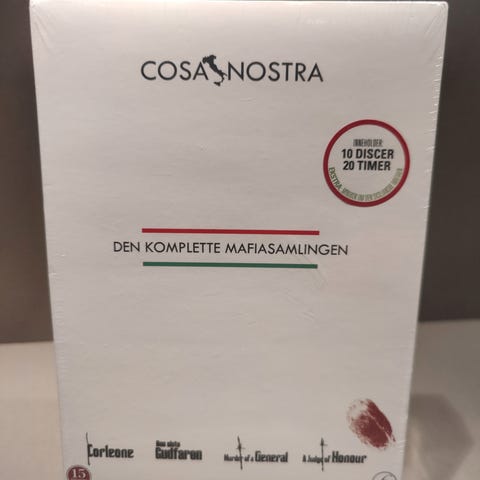 COSA NOSTRA
INNEHOLDER:
10 DISCER
20 TIMER
EKSTRA:
DEN KOMPLETTE MAFIASAMLINGEN
Corleone
Den siste
Gudfaren
Murder of a General
A Judge of Honour
15